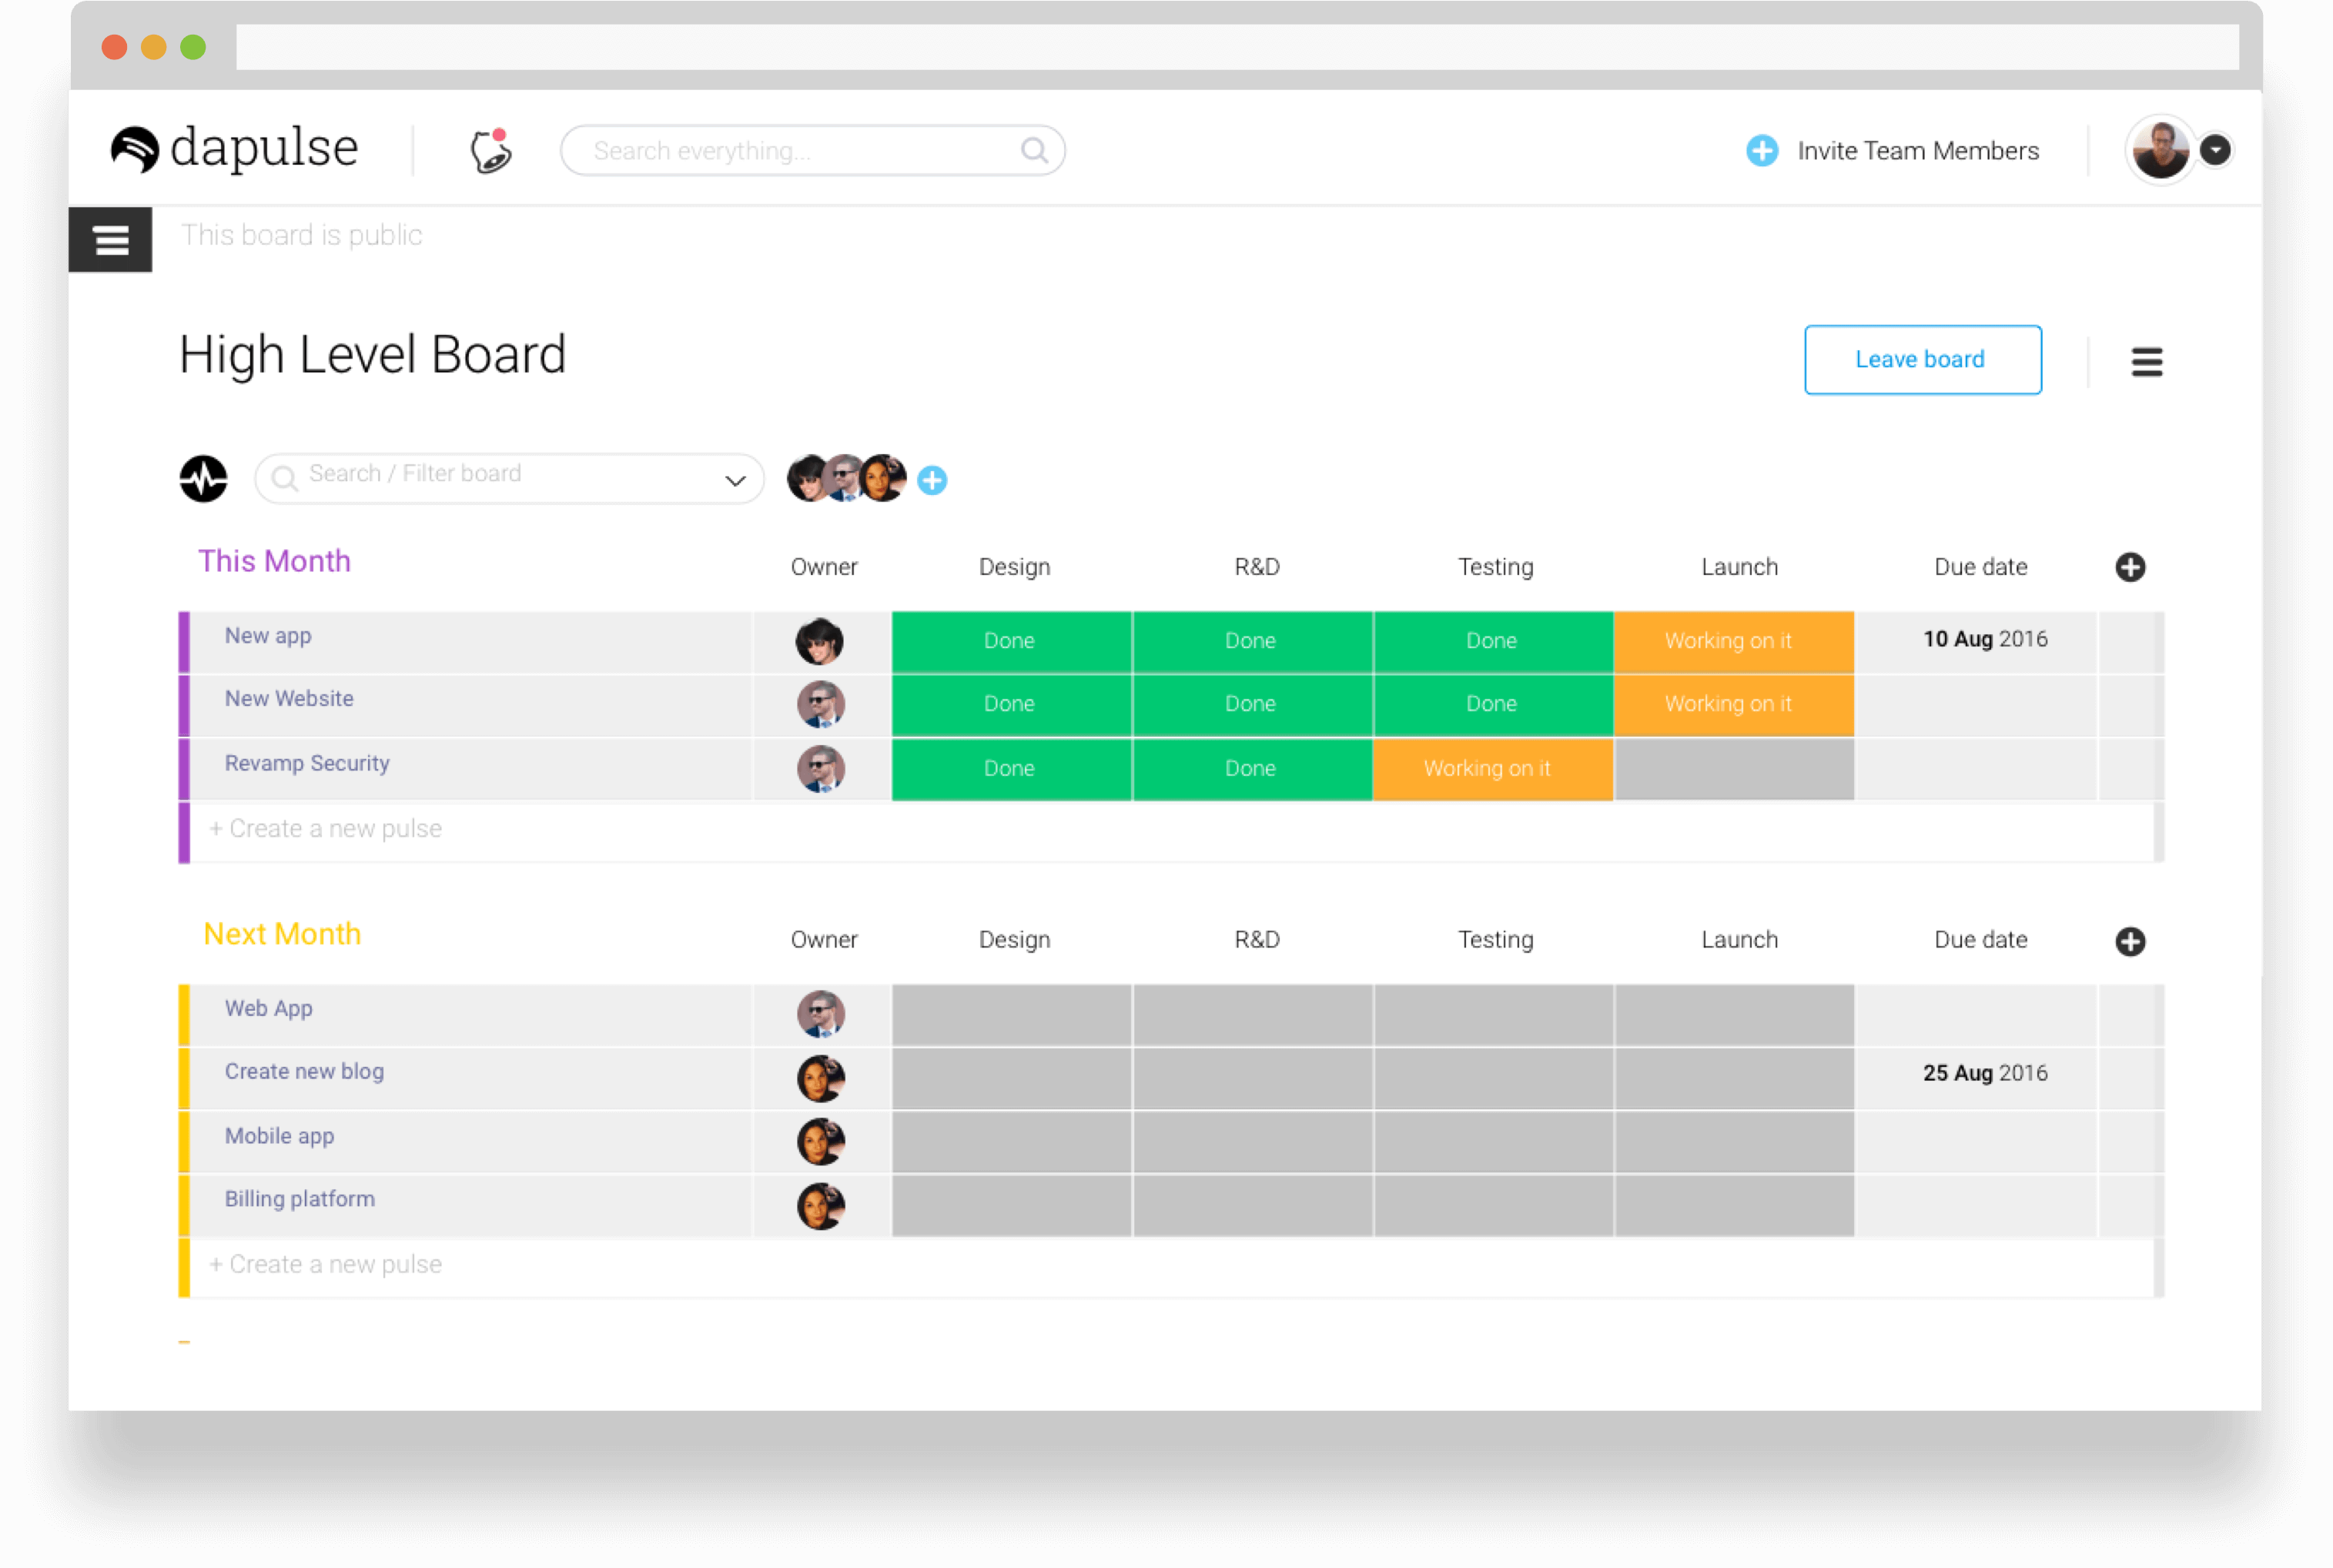 dapulse
Search everything...
Invite Team Members
This board is public
High Level Board
Leave board
Search / Filter board
This Month Owner Design R&D Testing Launch Due date
New app Done Done Done Working on it 10 Aug 2016
New Website Done Done Done Working on it
Revamp Security Done Done Working on it
+ Create a new pulse
Next Month Owner Design R&D Testing Launch Due date
Web App
Create new blog 25 Aug 2016
Mobile app
Billing platform
+ Create a new pulse